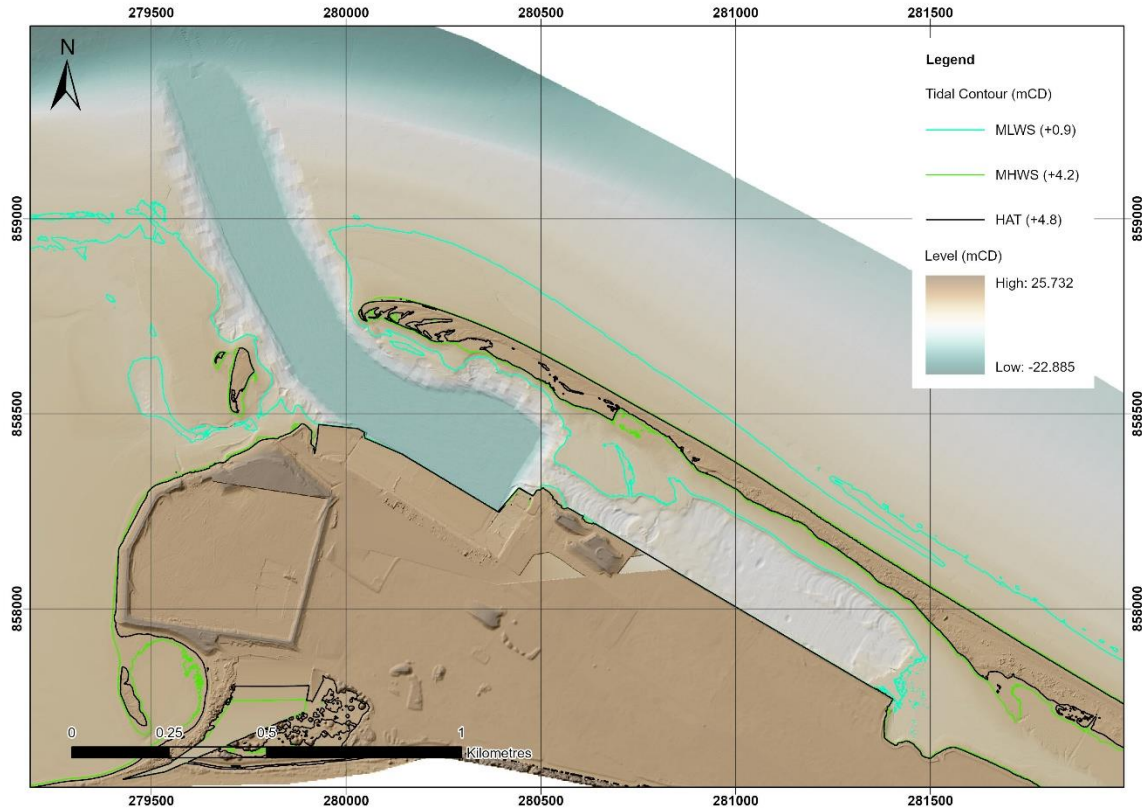 279500 280000 280500 281000 281500
N
Legend
Tidal Contour (mCD)
MLWS (+0.9)
MHWS (+4.2)
HAT (+4.8)
Level (mCD)
High: 25.732
Low: -22.885
859000 859000
858500 858500
858000 858000
0 0.25 0.5 1
Kilometres
279500 280000 280500 281000 281500